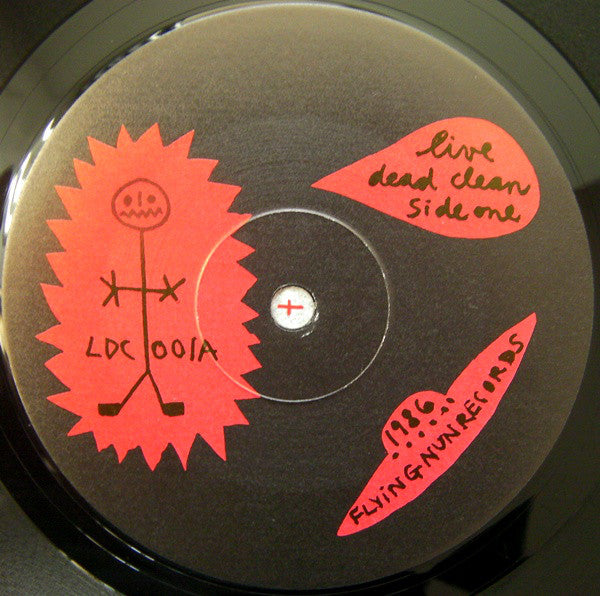 live
dead clean
side one
LDC 001A
1986
FLYiNG NUN RECORDS